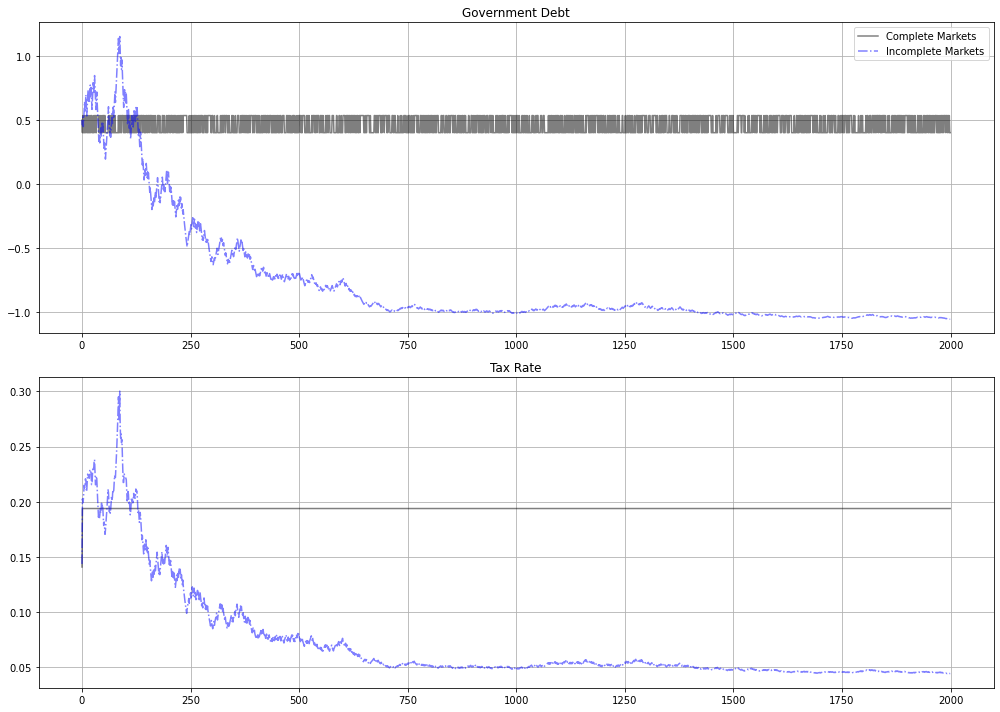 Government Debt
Complete Markets
Incomplete Markets
1.0
0.5
0.0
−0.5
−1.0
0 250 500 750 1000 1250 1500 1750 2000
Tax Rate
0.30
0.25
0.20
0.15
0.10
0.05
0 250 500 750 1000 1250 1500 1750 2000